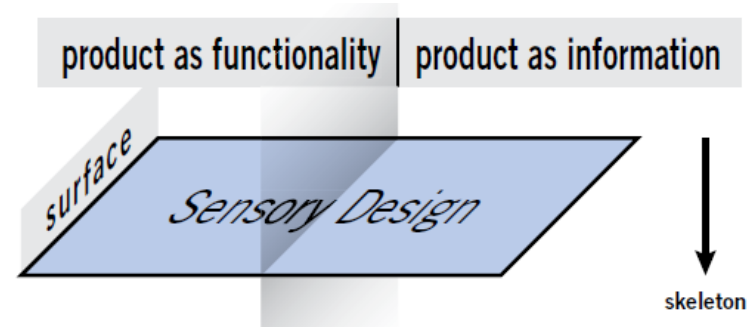 product as functionality
product as information
surface
Sensory Design
skeleton